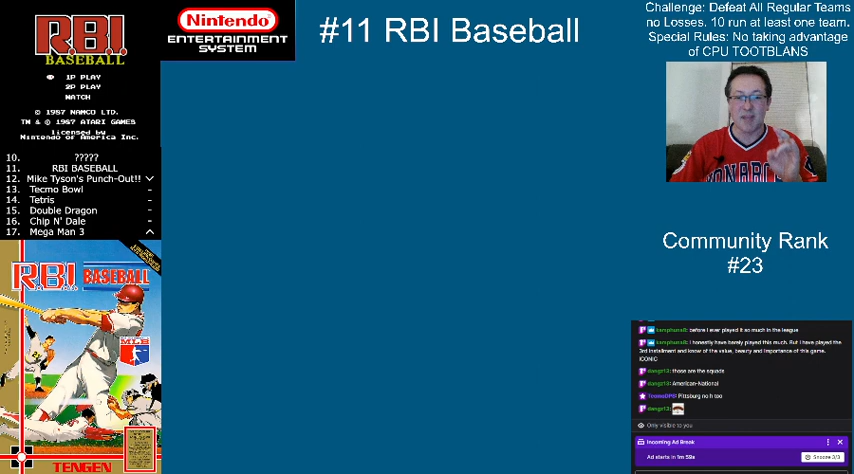 R.B.I.
BASEBALL
1P PLAY
2P PLAY
MATCH
© 1987 NAMCO LTD.
TM & © 1987 ATARI GAMES
licensed by
Nintendo of America Inc.
Nintendo®
ENTERTAINMENT
SYSTEM
#11 RBI Baseball
Challenge: Defeat All Regular Teams
no Losses. 10 run at least one team.
Special Rules: No taking advantage
of CPU TOOTBLANS
10. ?????
11. RBI BASEBALL
12. Mike Tyson's Punch-Out!!
13. Tecmo Bowl -
14. Tetris -
15. Double Dragon -
16. Chip N' Dale -
17. Mega Man 3
R.B.I. BASEBALL
MLB
TENGEN
Community Rank
#23
before I ever played it so much in the league
I honestly have barely played this much. But I have played the
3rd Installment and know of the value, beauty and importance of this game.
ICONIC
dangz13: those are the squads
dangz13: American-National
Pittsburg no h too
dangz13:
Only visible to you
Incoming Ad Break
Ad starts in 1m 59s
Snooze 3/3